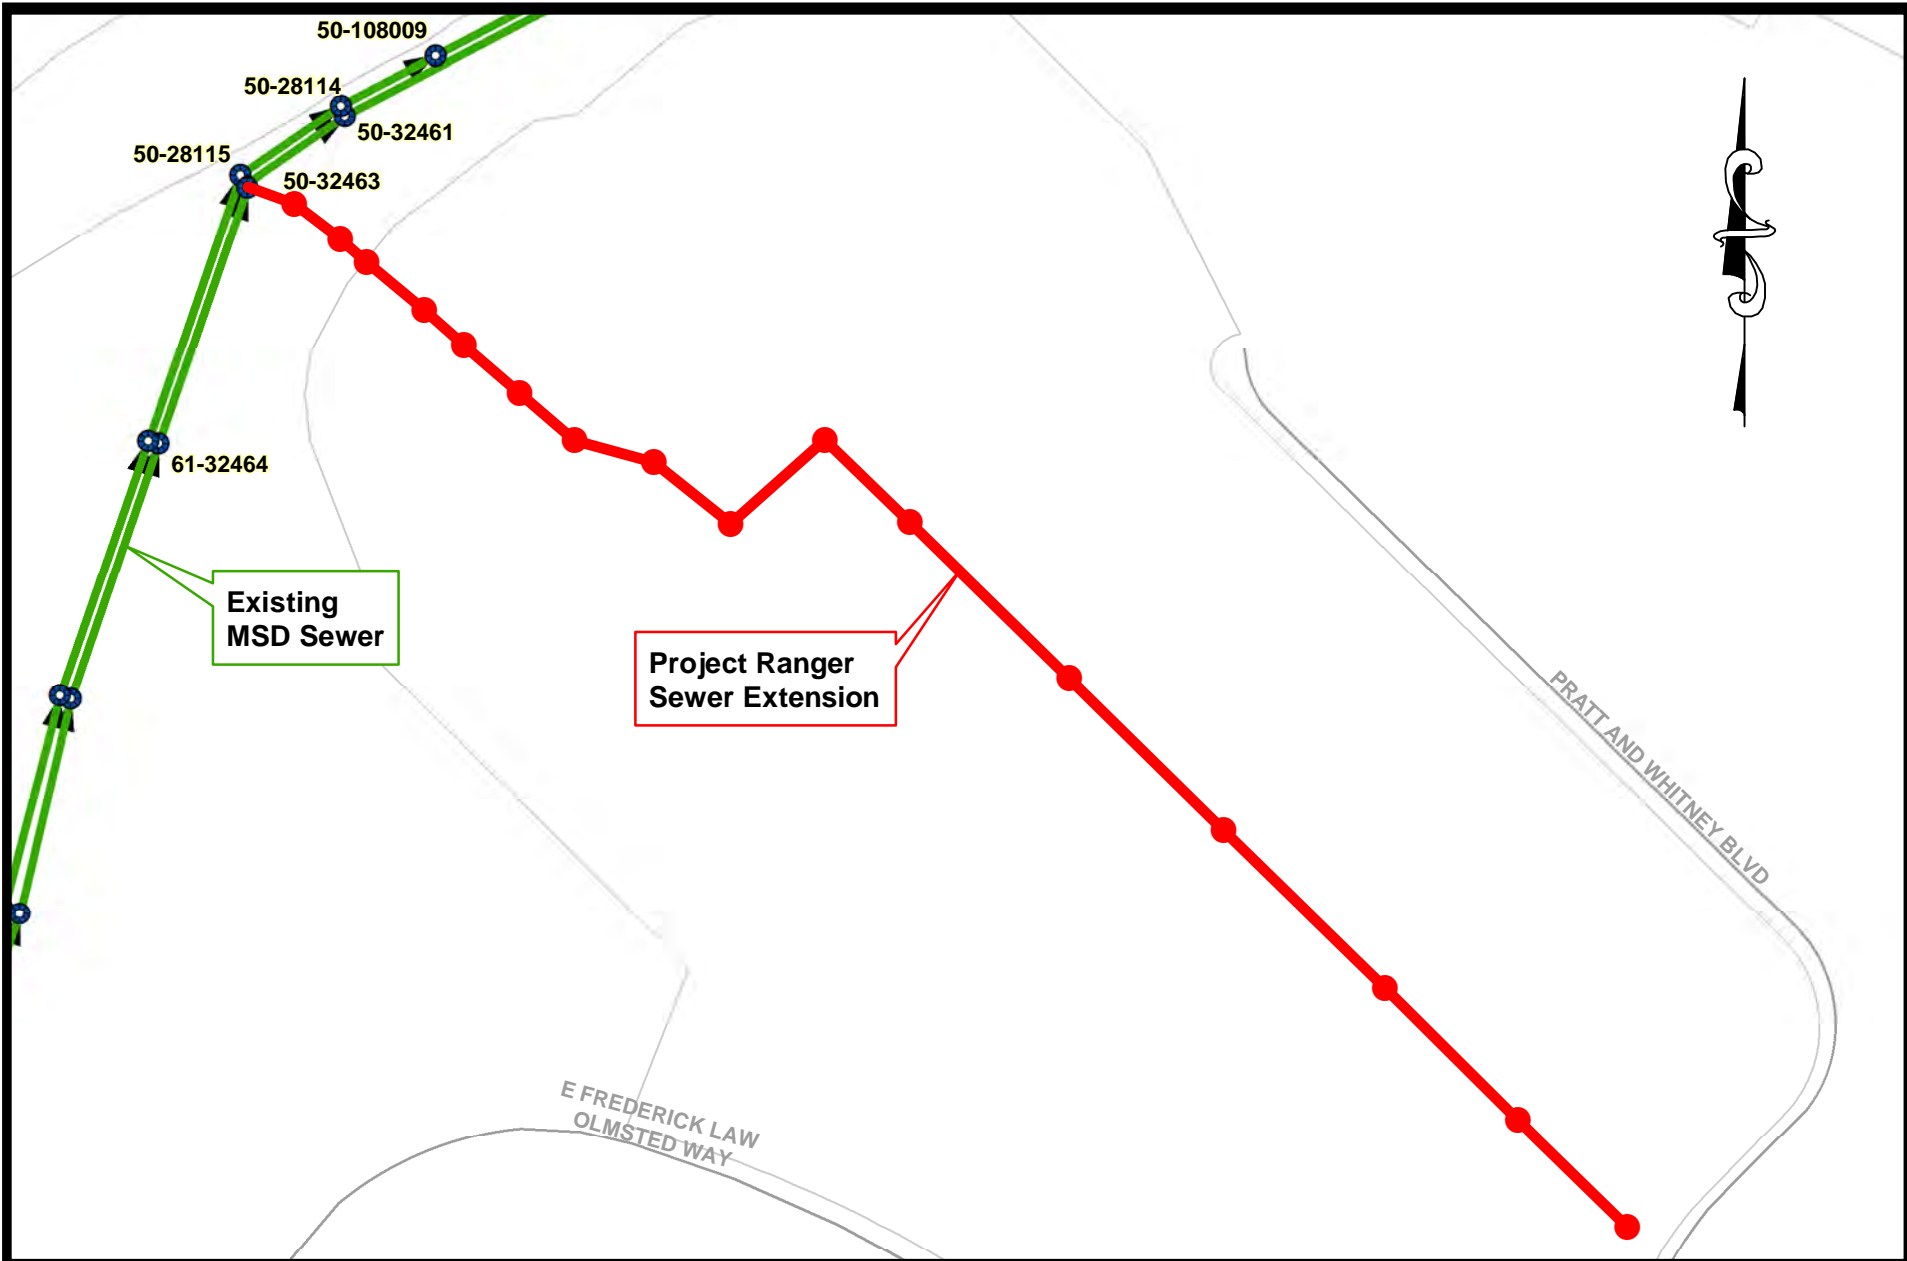 50-108009
50-28114
50-32461
50-28115
50-32463
61-32464
Existing
MSD Sewer
Project Ranger
Sewer Extension
PRATT AND WHITNEY BLVD
E FREDERICK LAW
OLMSTED WAY